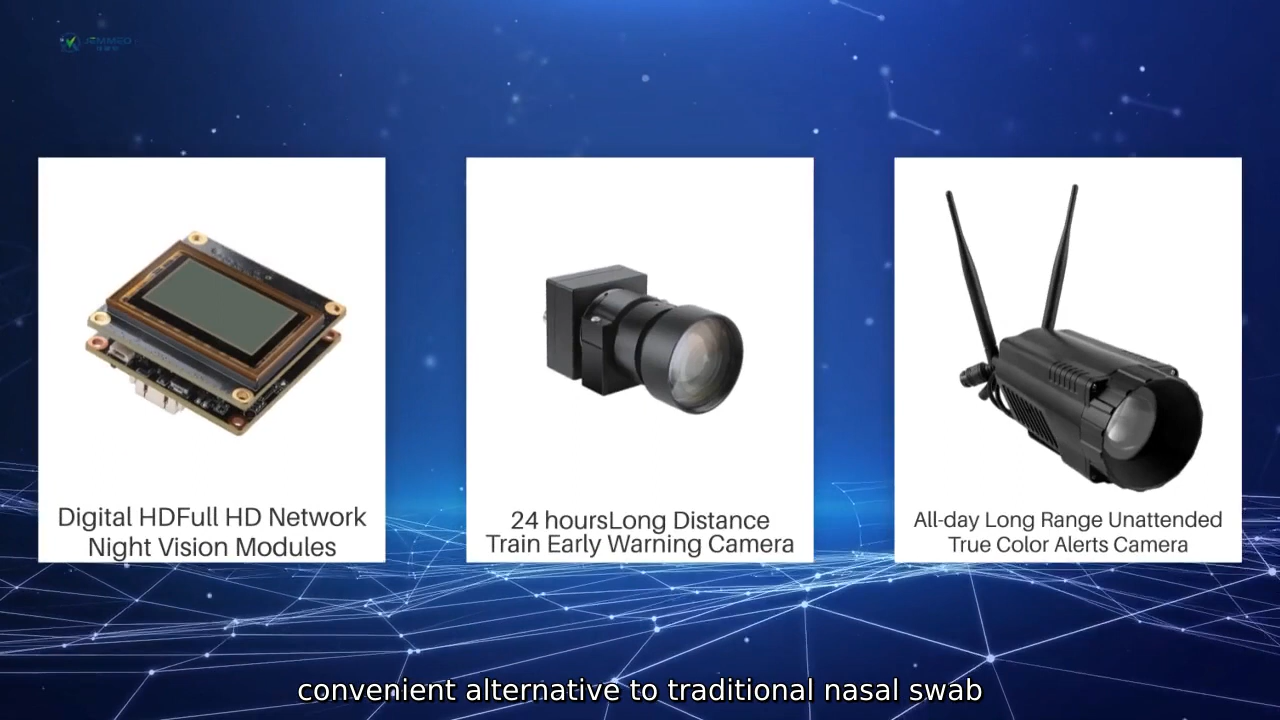 JEMMED
Digital HDFull HD Network
Night Vision Modules
24 hoursLong Distance
Train Early Warning Camera
All-day Long Range Unattended
True Color Alerts Camera
convenient alternative to traditional nasal swab